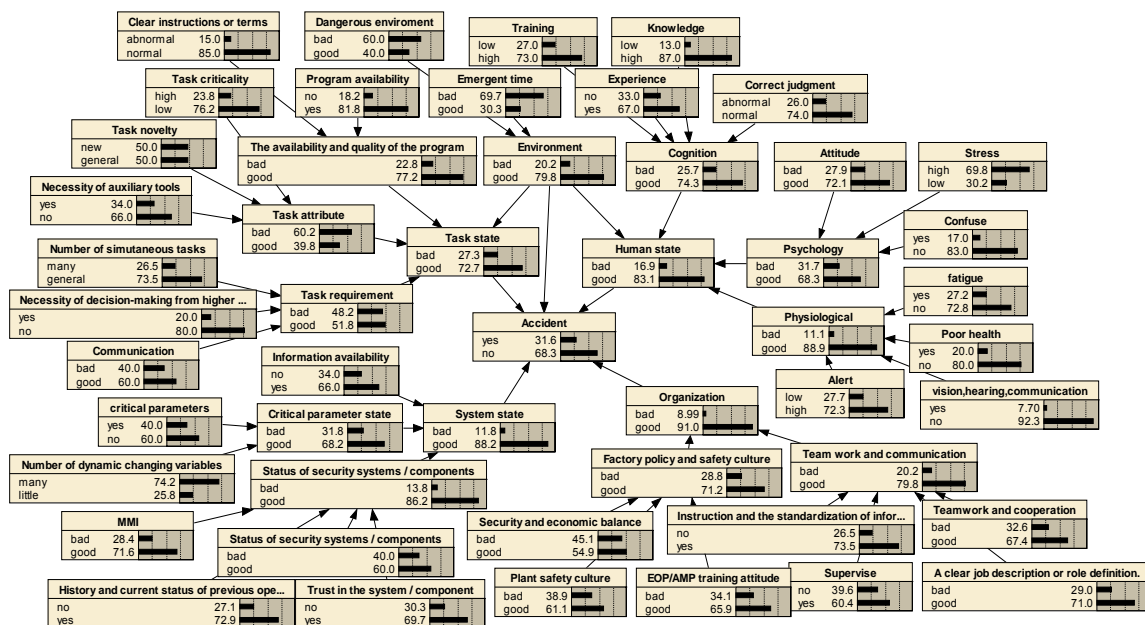 Clear instructions or terms
abnormal 15.0
normal 85.0
Dangerous enviroment
bad 60.0
good 40.0
Training
low 27.0
high 73.0
Knowledge
low 13.0
high 87.0
Task criticality
high 23.8
low 76.2
Program availability
no 18.2
yes 81.8
Emergent time
bad 69.7
good 30.3
Experience
no 33.0
yes 67.0
Correct judgment
abnormal 26.0
normal 74.0
Task novelty
new 50.0
general 50.0
The availability and quality of the program
bad 22.8
good 77.2
Environment
bad 20.2
good 79.8
Cognition
bad 25.7
good 74.3
Attitude
bad 27.9
good 72.1
Stress
high 69.8
low 30.2
Necessity of auxiliary tools
yes 34.0
no 66.0
Task attribute
bad 60.2
good 39.8
Task state
bad 27.3
good 72.7
Human state
bad 16.9
good 83.1
Psychology
bad 31.7
good 68.3
Confuse
yes 17.0
no 83.0
Number of simutaneous tasks
many 26.5
general 73.5
Necessity of decision-making from higher ...
yes 20.0
no 80.0
Task requirement
bad 48.2
good 51.8
Accident
yes 31.6
no 68.3
Physiological
bad 11.1
good 88.9
fatigue
yes 27.2
no 72.8
Poor health
yes 20.0
no 80.0
Communication
bad 40.0
good 60.0
Information availability
no 34.0
yes 66.0
Alert
low 27.7
high 72.3
vision,hearing,communication
yes 7.70
no 92.3
critical parameters
yes 40.0
no 60.0
Critical parameter state
bad 31.8
good 68.2
System state
bad 11.8
good 88.2
Organization
bad 8.99
good 91.0
Number of dynamic changing variables
many 74.2
little 25.8
Status of security systems / components
bad 13.8
good 86.2
Factory policy and safety culture
bad 28.8
good 71.2
Team work and communication
bad 20.2
good 79.8
MMI
bad 28.4
good 71.6
Status of security systems / components
bad 40.0
good 60.0
Security and economic balance
bad 45.1
good 54.9
Instruction and the standardization of infor...
no 26.5
yes 73.5
Teamwork and cooperation
bad 32.6
good 67.4
History and current status of previous ope...
no 27.1
yes 72.9
Trust in the system / component
no 30.3
yes 69.7
Plant safety culture
bad 38.9
good 61.1
EOP/AMP training attitude
bad 34.1
good 65.9
Supervise
no 39.6
yes 60.4
A clear job description or role definition.
bad 29.0
good 71.0